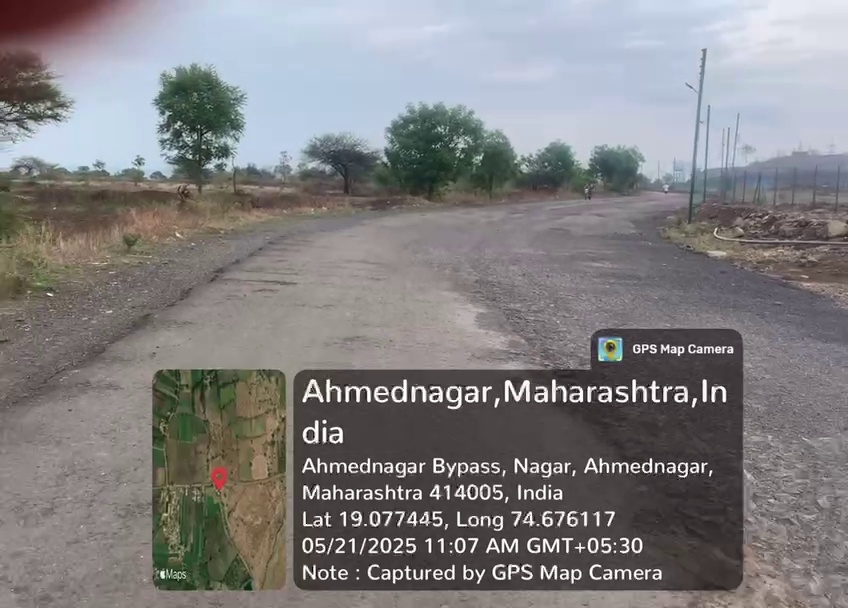 GPS Map Camera
Ahmednagar,Maharashtra,In
dia
Ahmednagar Bypass, Nagar, Ahmednagar,
Maharashtra 414005, India
Lat 19.077445, Long 74.676117
05/21/2025 11:07 AM GMT+05:30
Note : Captured by GPS Map Camera
Maps